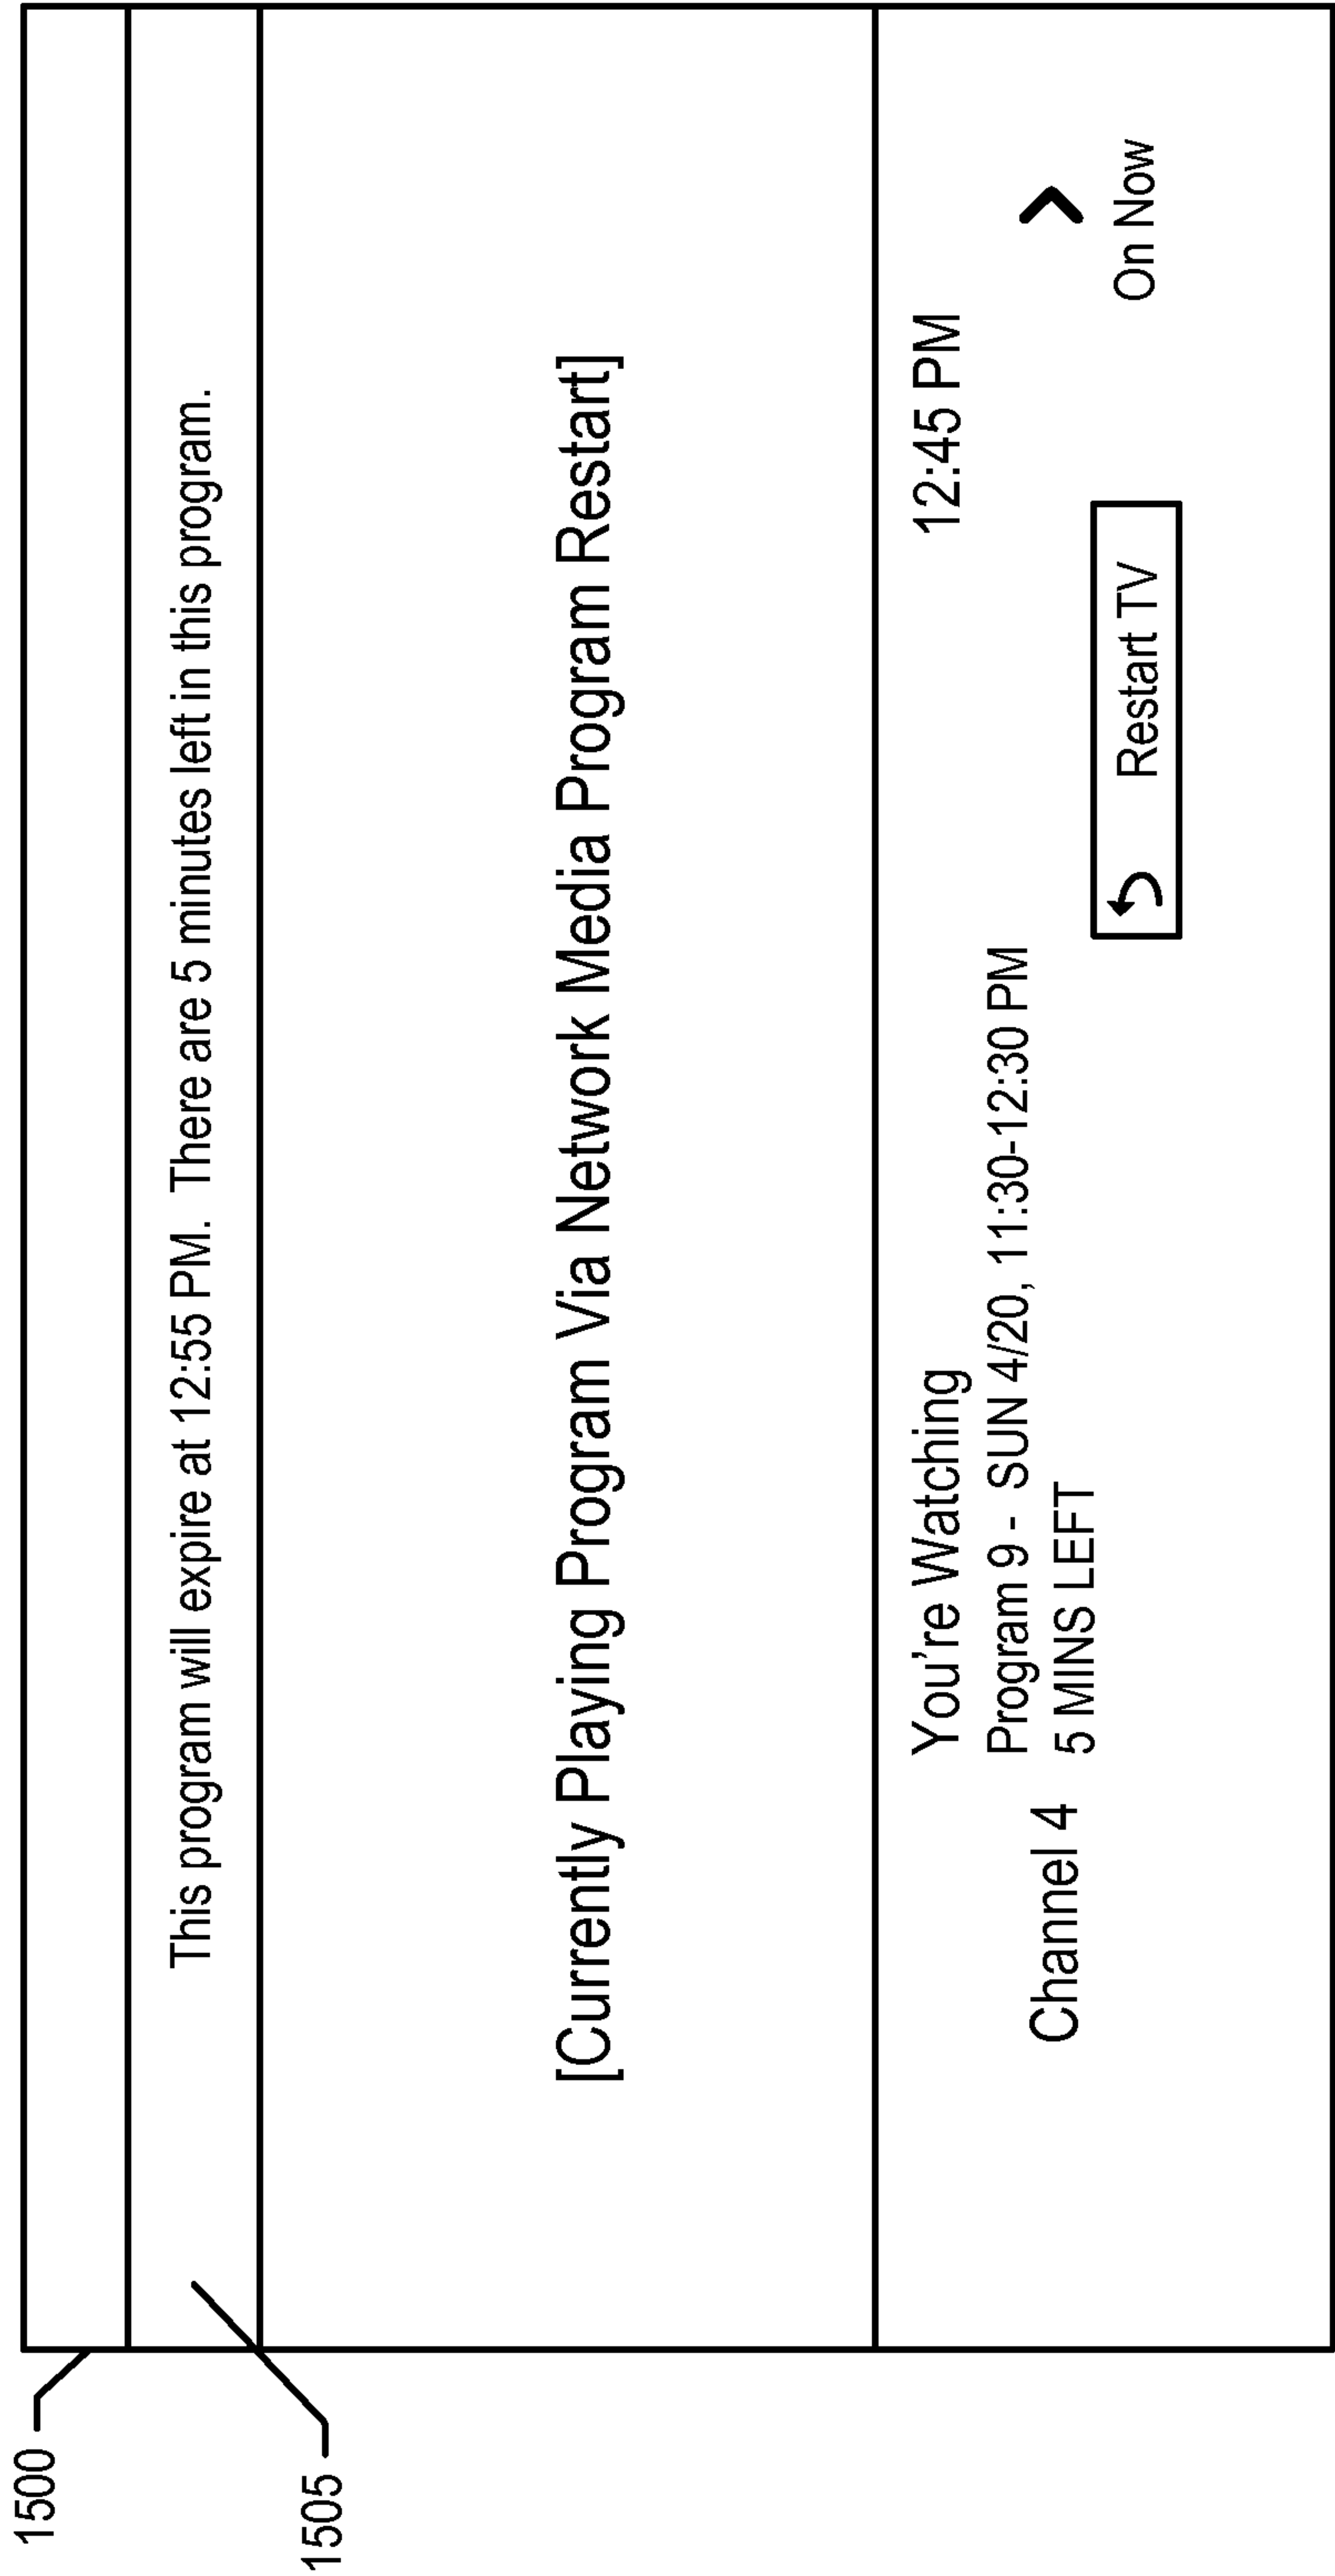 1500
1505
This program will expire at 12:55 PM. There are 5 minutes left in this program.
[Currently Playing Program Via Network Media Program Restart]
You're Watching
12:45 PM
Program 9 - SUN 4/20, 11:30-12:30 PM
Channel 4
5 MINS LEFT
Restart TV
On Now